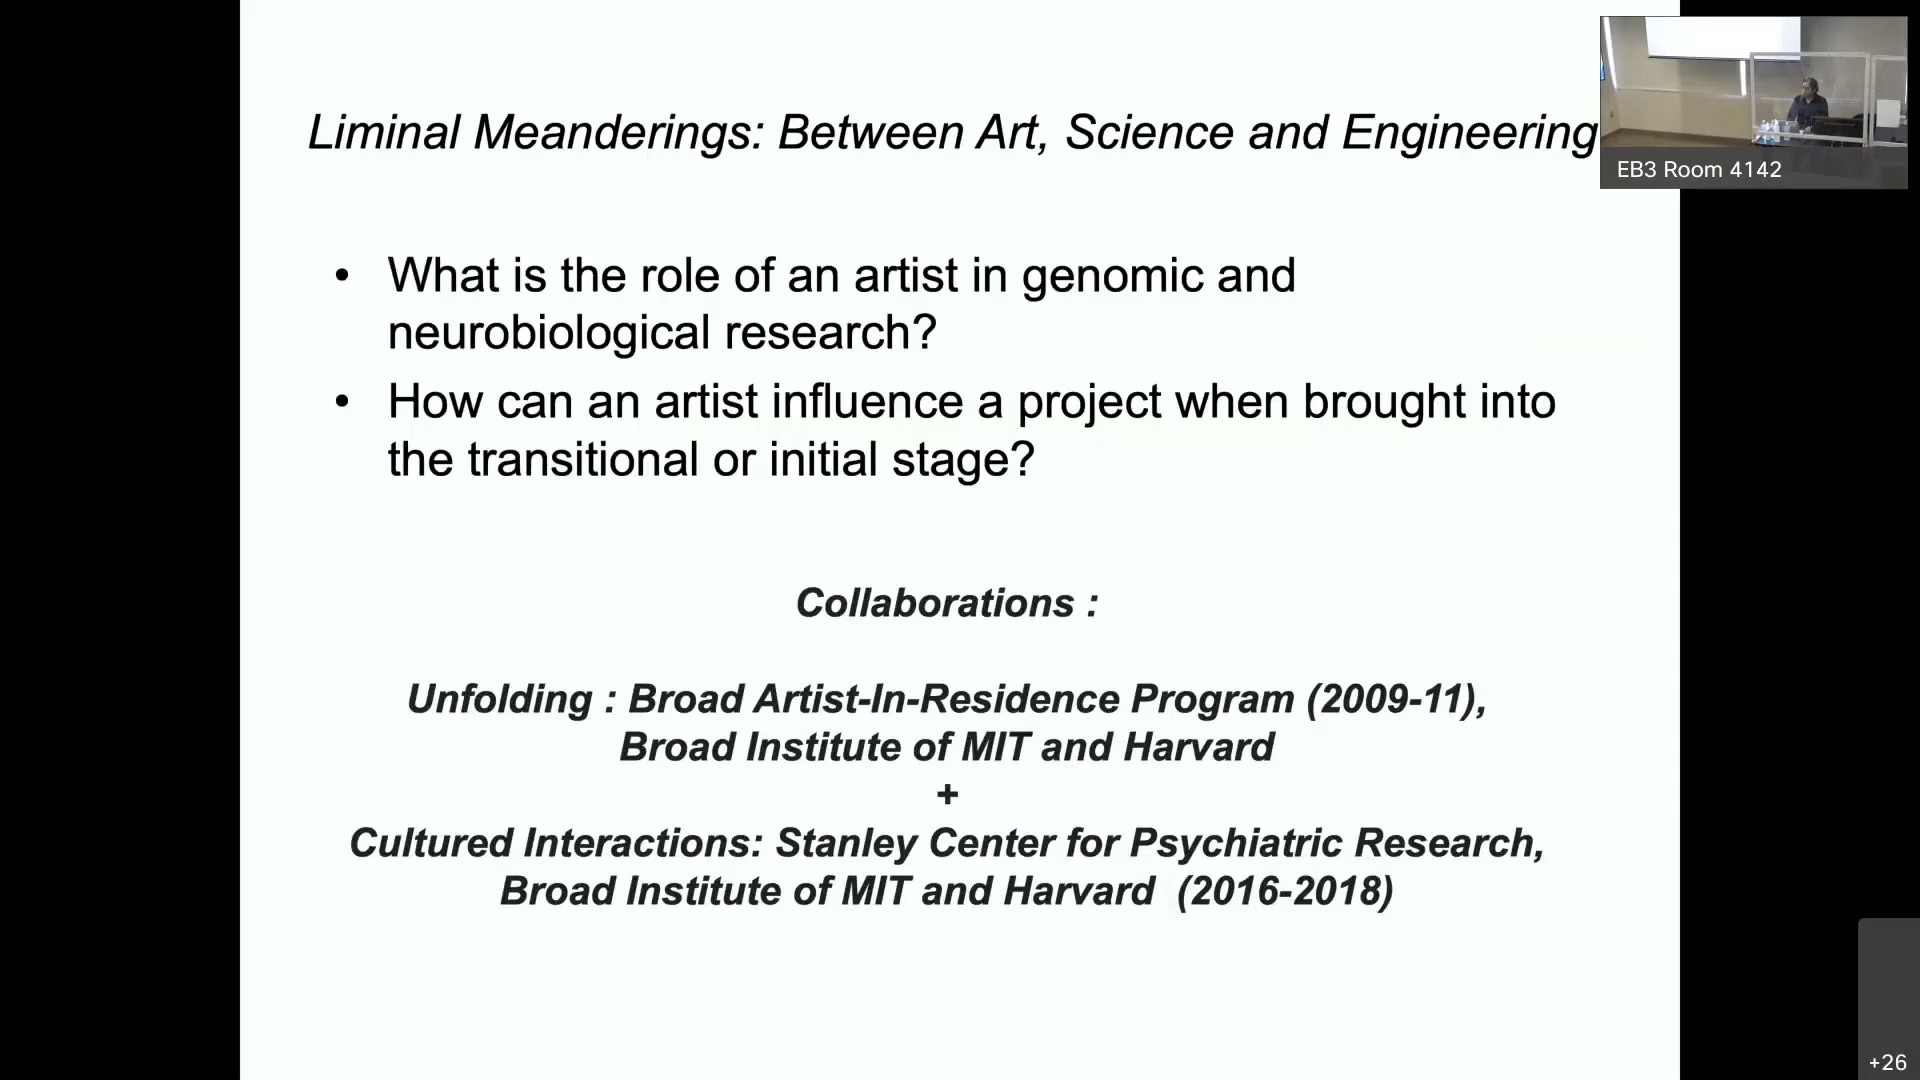 Liminal Meanderings: Between Art, Science and Engineering
EB3 Room 4142
• What is the role of an artist in genomic and
neurobiological research?
• How can an artist influence a project when brought into
the transitional or initial stage?
Collaborations :
Unfolding : Broad Artist-In-Residence Program (2009-11),
Broad Institute of MIT and Harvard
+
Cultured Interactions: Stanley Center for Psychiatric Research,
Broad Institute of MIT and Harvard (2016-2018)
+26